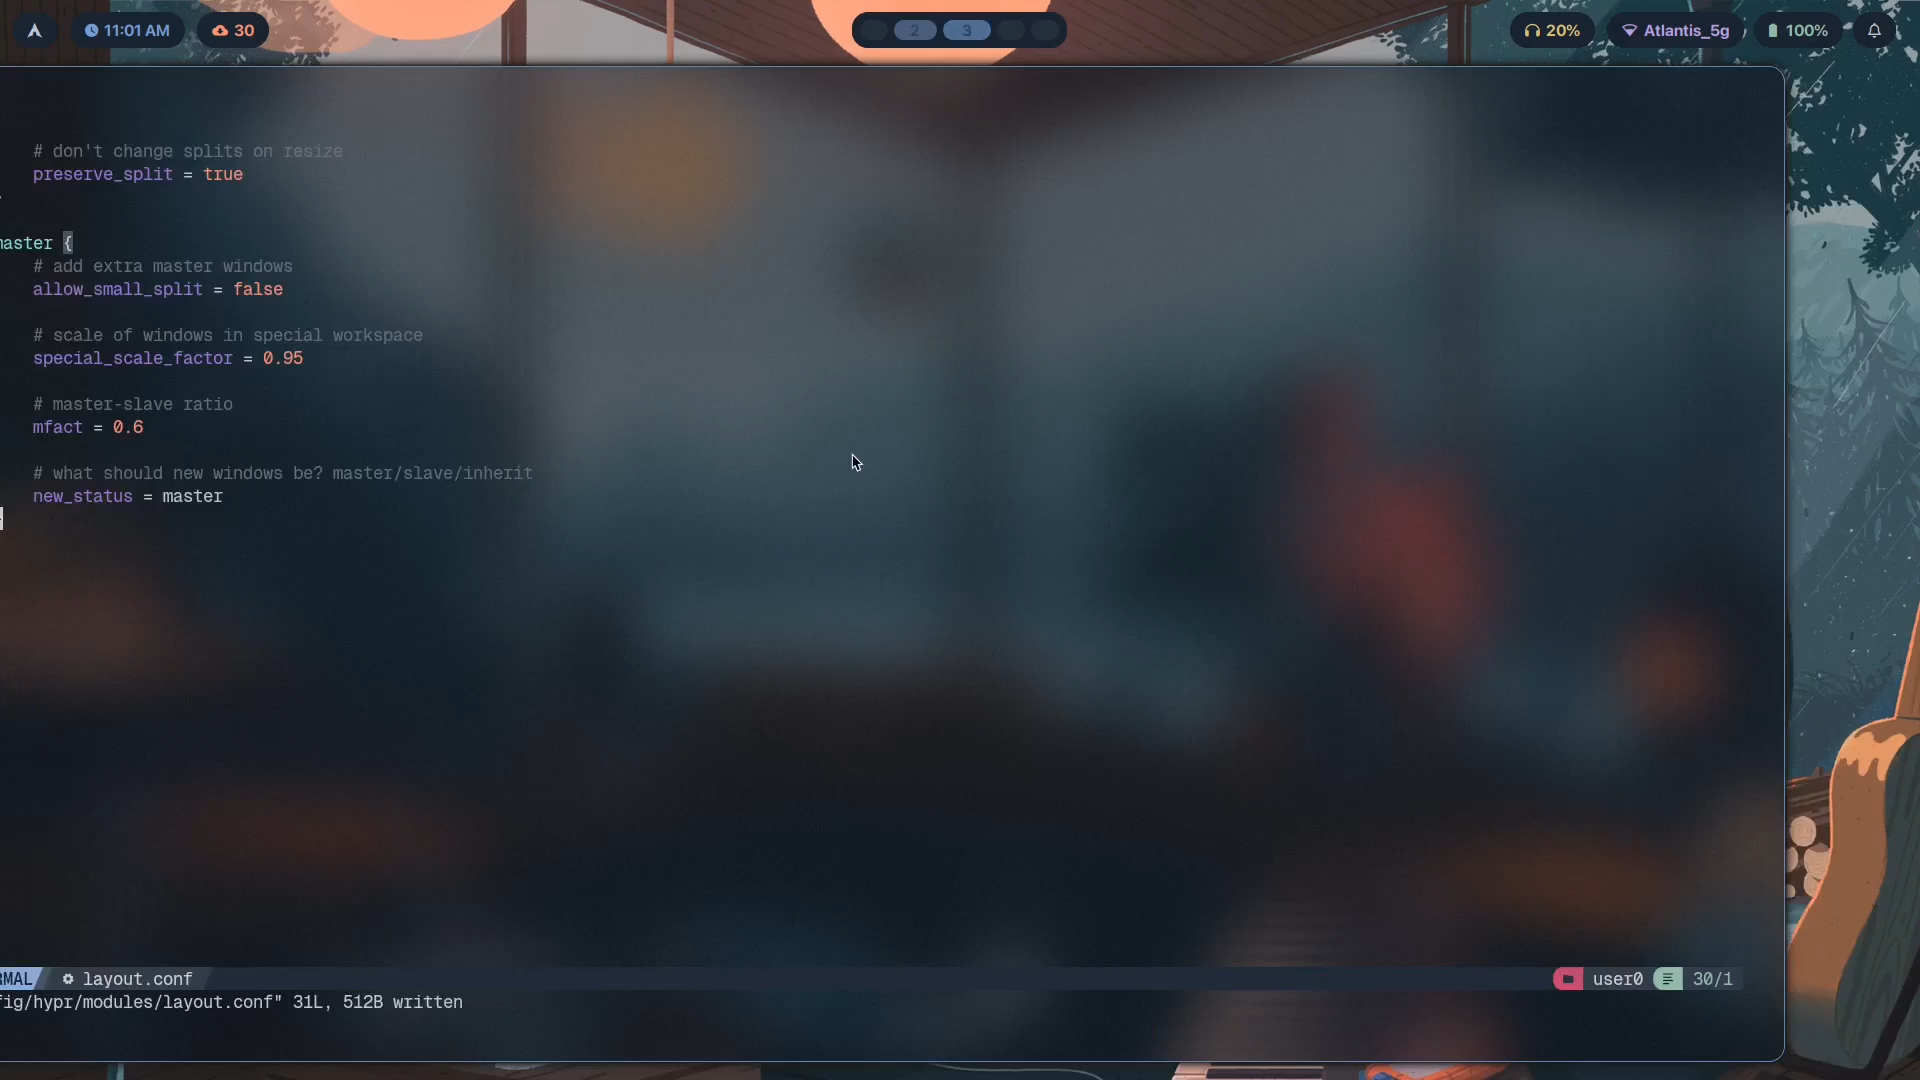 11:01 AM
30
2
3
20%
Atlantis_5g
100%
# don't change splits on resize
preserve_split = true
master {
# add extra master windows
allow_small_split = false
# scale of windows in special workspace
special_scale_factor = 0.95
# master-slave ratio
mfact = 0.6
# what should new windows be? master/slave/inherit
new_status = master
RMAL layout.conf
user0
30/1
fig/hypr/modules/layout.conf" 31L, 512B written